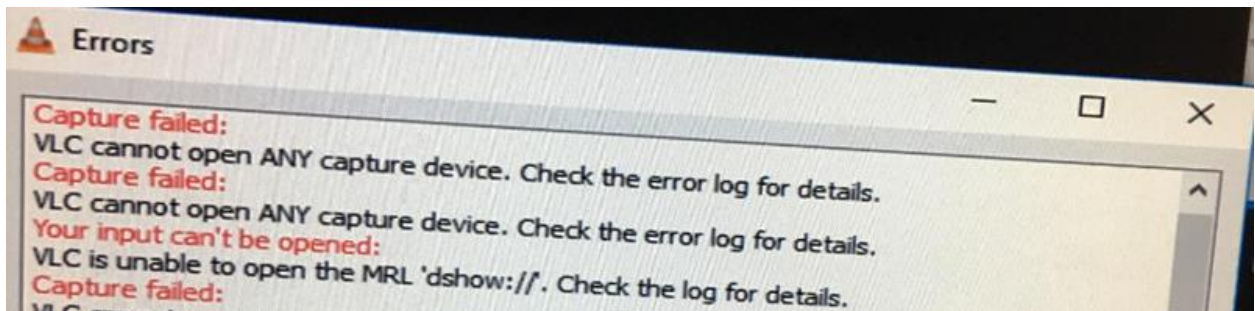 Errors
Capture failed:
VLC cannot open ANY capture device. Check the error log for details.
Capture failed:
VLC cannot open ANY capture device. Check the error log for details.
Your input can't be opened:
VLC is unable to open the MRL 'dshow://'. Check the log for details.
Capture failed: